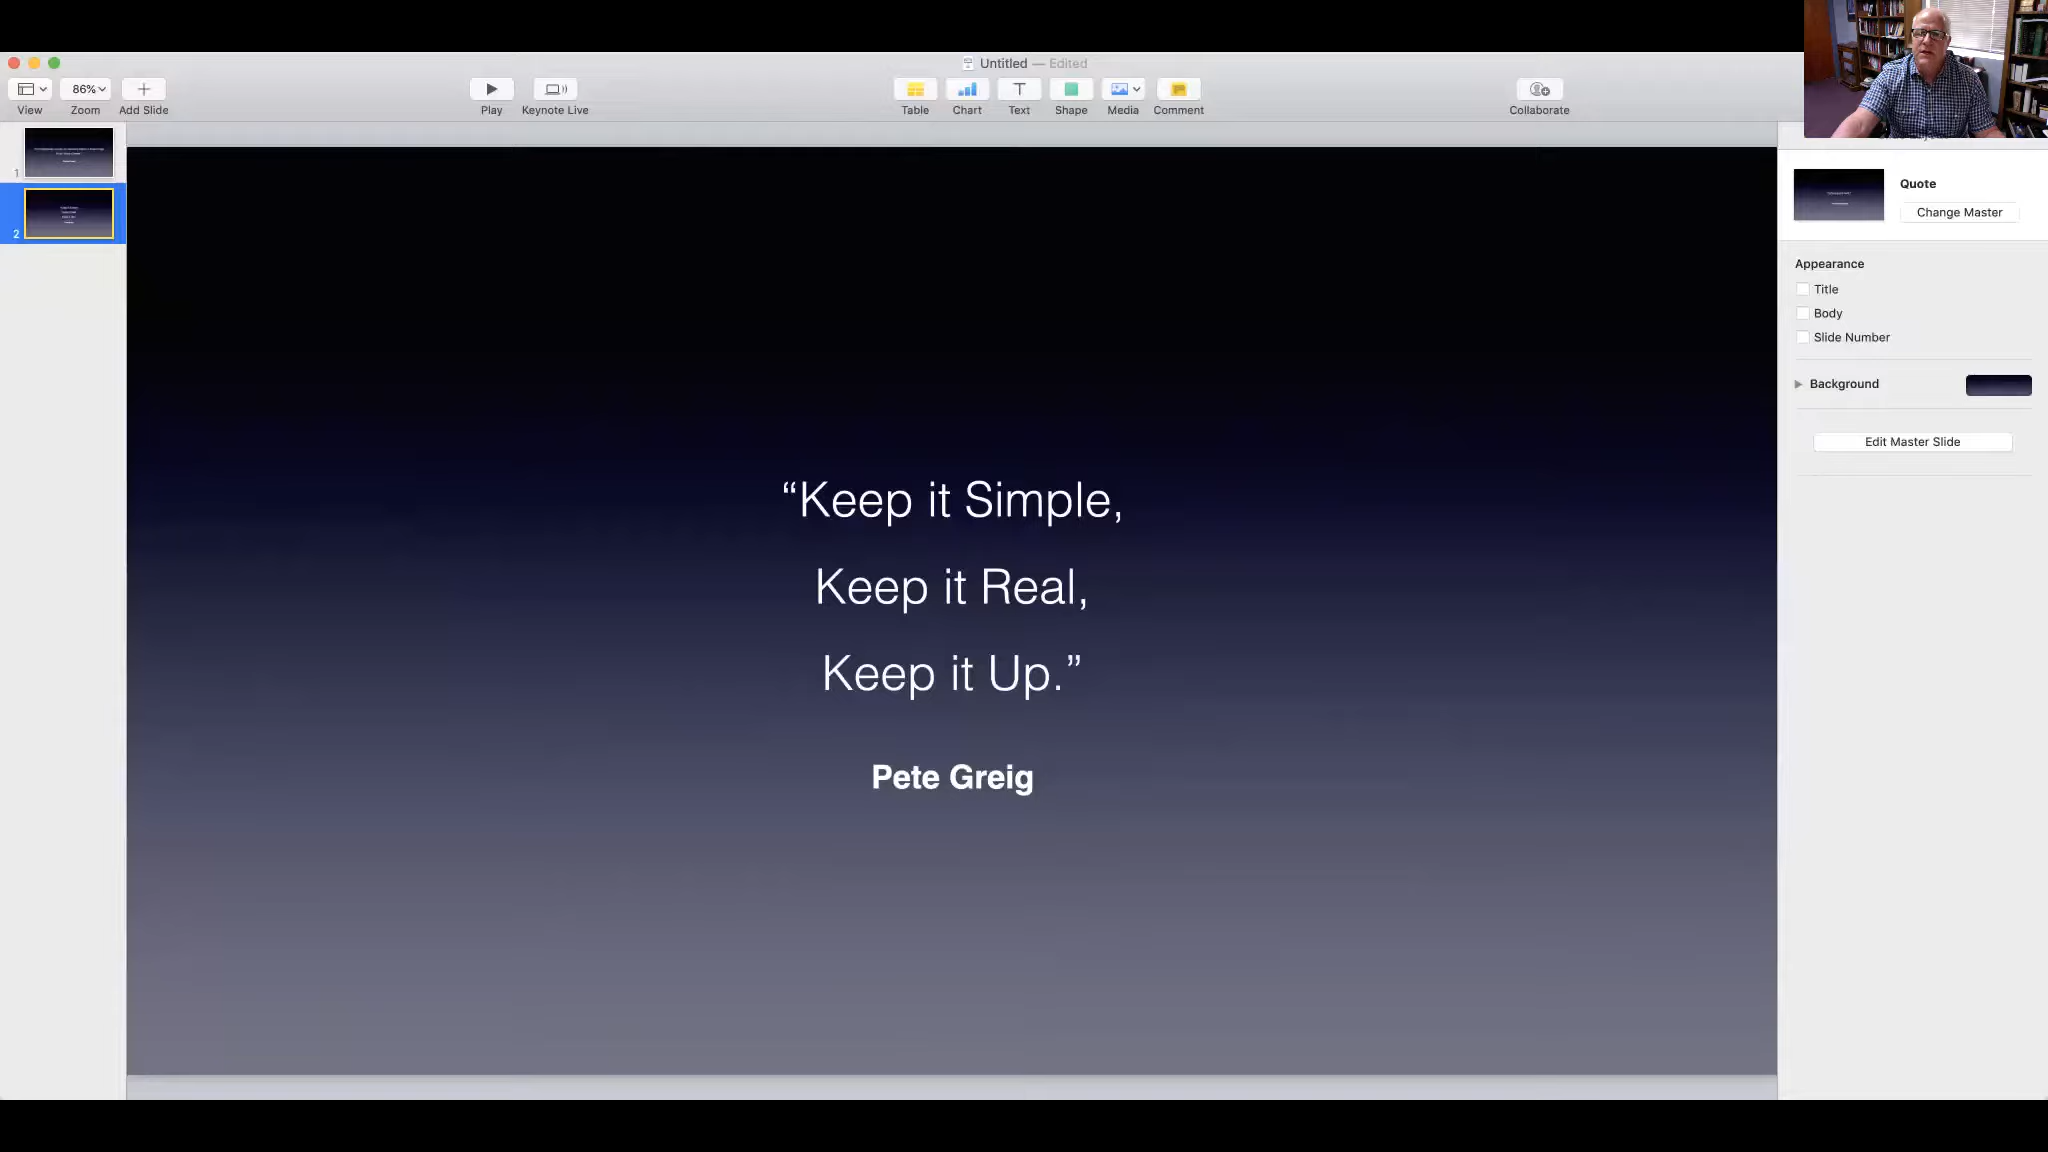 Untitled — Edited
86%
View
Zoom
Add Slide
Play
Keynote Live
Table
Chart
Text
Shape
Media
Comment
Collaborate
1
2
“Keep it Simple,
Keep it Real,
Keep it Up.”
Pete Greig
Quote
Change Master
Appearance
Title
Body
Slide Number
Background
Edit Master Slide